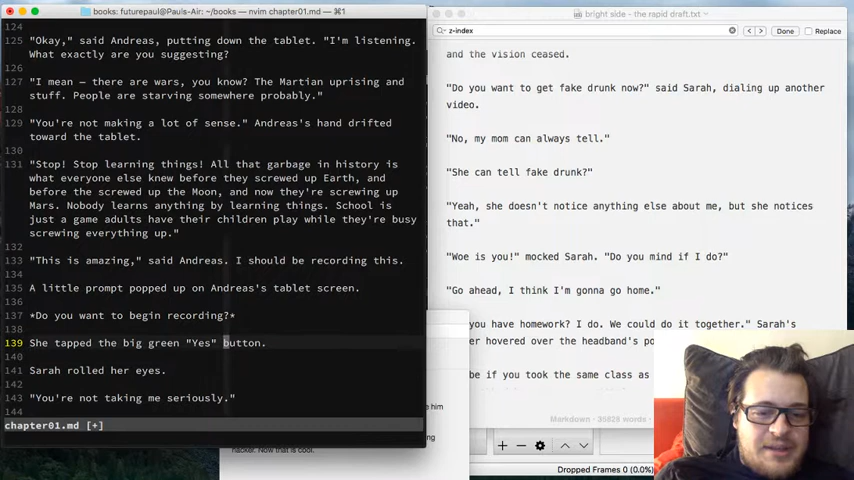 books: futurepaul@Pauls-Air: ~/books — nvim chapter01.md — ⌘1
124
125 "Okay," said Andreas, putting down the tablet. "I'm listening.
What exactly are you suggesting?
126
127 "I mean — there are wars, you know? The Martian uprising and
stuff. People are starving somewhere probably."
128
129 "You're not making a lot of sense." Andreas's hand drifted
toward the tablet.
130
131 "Stop! Stop learning things! All that garbage in history is
what everyone else knew before they screwed up Earth, and
before the screwed up the Moon, and now they're screwing up
Mars. Nobody learns anything by learning things. School is
just a game adults have their children play while they're busy
screwing everything up."
132
133 "This is amazing," said Andreas. I should be recording this.
134
135 A little prompt popped up on Andreas's tablet screen.
136
137 *Do you want to begin recording?*
138
139 She tapped the big green "Yes" button.
140
141 Sarah rolled her eyes.
142
143 "You're not taking me seriously."
144
chapter01.md [+]
bright side — the rapid draft.txt
z-index
Done
Replace
and the vision ceased.
"Do you want to get fake drunk now?" said Sarah, dialing up another
video.
"No, my mom can always tell."
"She can tell fake drunk?"
"Yeah, she doesn't notice anything else about me, but she notices
that."
"Woe is you!" mocked Sarah. "Do you mind if I do?"
"Go ahead, I think I'm gonna go home."
you have homework? I do. We could do it together." Sarah's
hovered over the headband's
be if you took the same class as
Markdown — 35828 words
him
hacker. Now that is cool.
Dropped Frames 0 (0.0%)